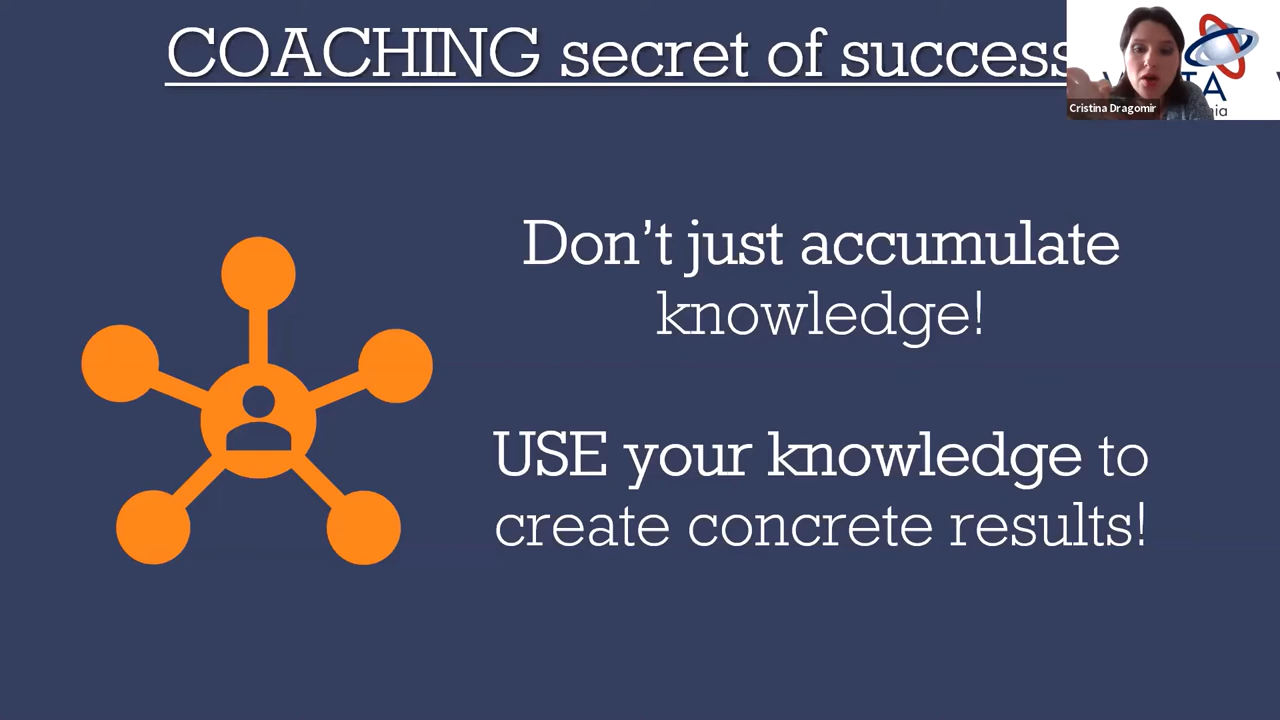 COACHING secret of success
Cristina Dragomir
Don't just accumulate
knowledge!
USE your knowledge to
create concrete results!